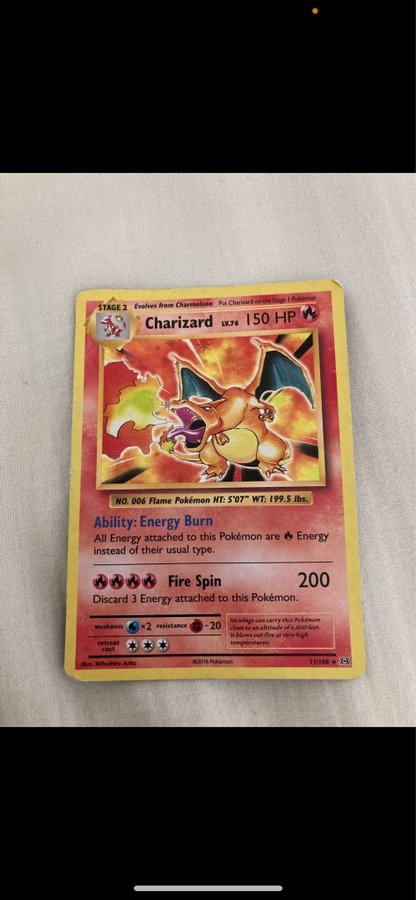 STAGE 2 Evolves from Charmeleon Put Charizard on the Stage 1 Pokémon
Charizard LV.76 150 HP
NO. 006 Flame Pokémon HT: 5'07" WT: 199.5 lbs.
Ability: Energy Burn
All Energy attached to this Pokémon are Energy
instead of their usual type.
Fire Spin 200
Discard 3 Energy attached to this Pokémon.
weakness ×2 resistance -20
retreat
cost
Its wings can carry this Pokémon
close to an altitude of 4,600 feet.
It blows out fire at very high
temperatures.
Illus. Mitsuhiro Arita ©2016 Pokémon 11/108 ★